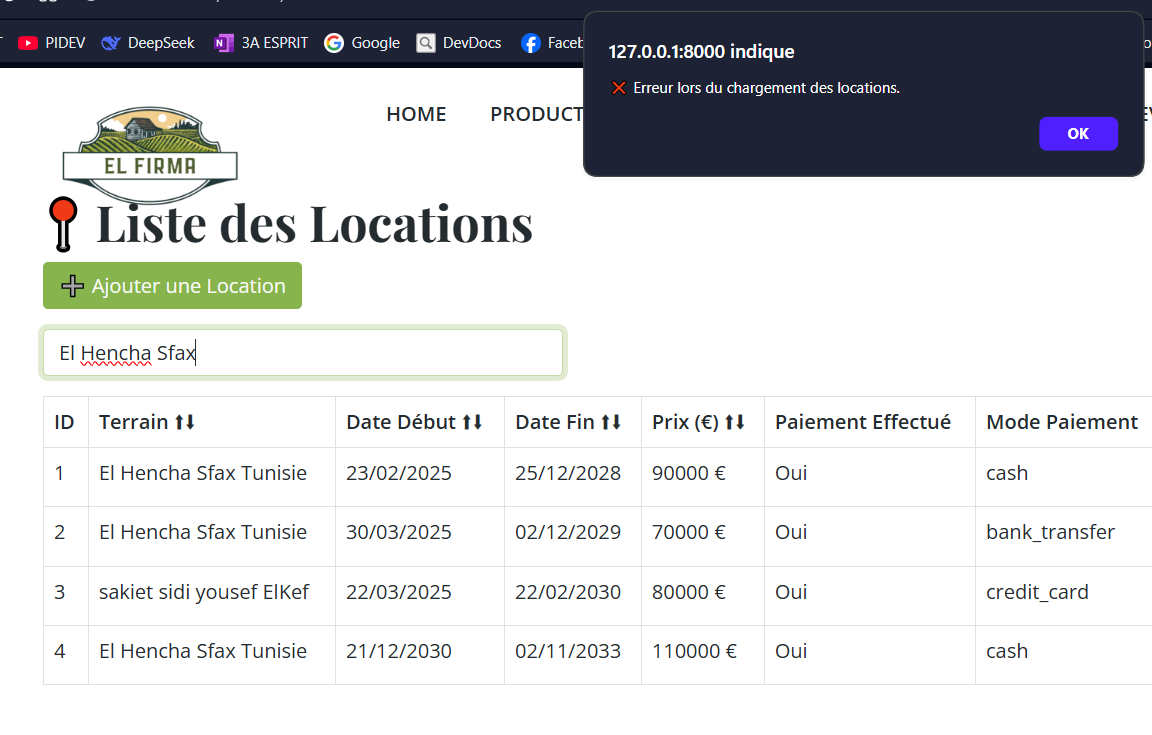 PIDEV DeepSeek 3A ESPRIT Google DevDocs Faceb
127.0.0.1:8000 indique
Erreur lors du chargement des locations.
OK
HOME PRODUCT
EL FIRMA
Liste des Locations
Ajouter une Location
El Hencha Sfax
ID Terrain Date Début Date Fin Prix (€) Paiement Effectué Mode Paiement
1 El Hencha Sfax Tunisie 23/02/2025 25/12/2028 90000 € Oui cash
2 El Hencha Sfax Tunisie 30/03/2025 02/12/2029 70000 € Oui bank_transfer
3 sakiet sidi yousef ElKef 22/03/2025 22/02/2030 80000 € Oui credit_card
4 El Hencha Sfax Tunisie 21/12/2030 02/11/2033 110000 € Oui cash